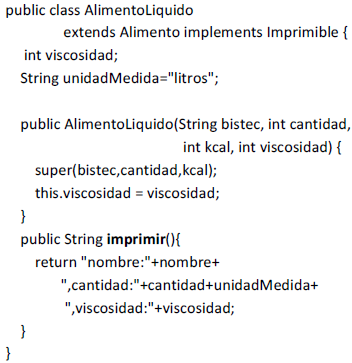 public class AlimentoLiquido
extends Alimento implements Imprimible {
int viscosidad;
String unidadMedida="litros";
public AlimentoLiquido(String bistec, int cantidad,
int kcal, int viscosidad) {
super(bistec,cantidad,kcal);
this.viscosidad = viscosidad;
}
public String imprimir(){
return "nombre:"+nombre+
",cantidad:"+cantidad+unidadMedida+
",viscosidad:"+viscosidad;
}
}